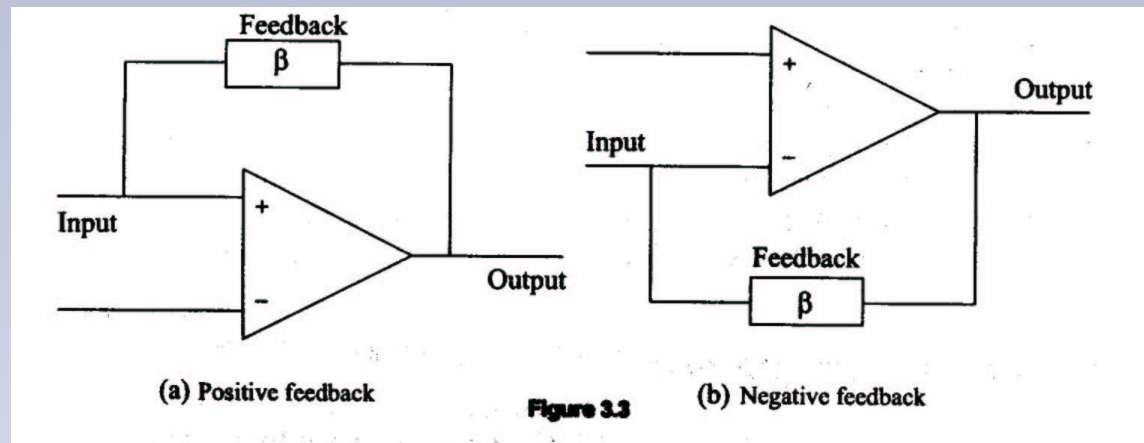 Feedback
β
+
Input
−
Output
(a) Positive feedback
+
Output
Input
−
Feedback
β
(b) Negative feedback
Figure 3.3